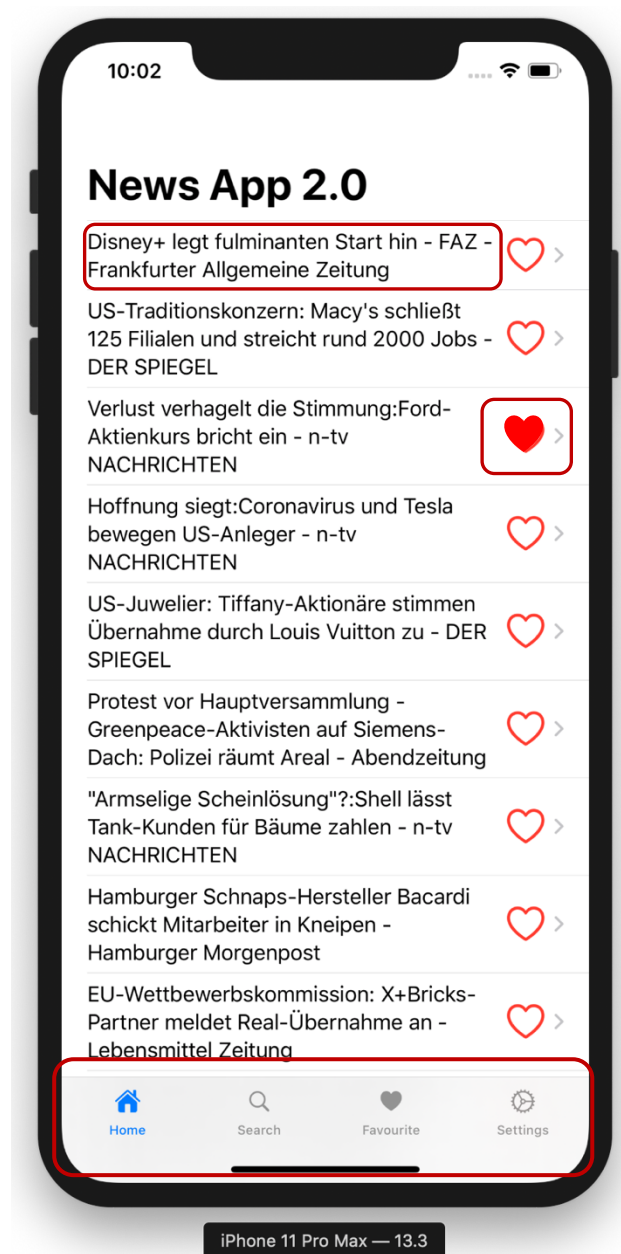 10:02
News App 2.0
Disney+ legt fulminanten Start hin - FAZ -
Frankfurter Allgemeine Zeitung
US-Traditionskonzern: Macy's schließt
125 Filialen und streicht rund 2000 Jobs -
DER SPIEGEL
Verlust verhagelt die Stimmung:Ford-
Aktienkurs bricht ein - n-tv
NACHRICHTEN
Hoffnung siegt:Coronavirus und Tesla
bewegen US-Anleger - n-tv
NACHRICHTEN
US-Juwelier: Tiffany-Aktionäre stimmen
Übernahme durch Louis Vuitton zu - DER
SPIEGEL
Protest vor Hauptversammlung -
Greenpeace-Aktivisten auf Siemens-
Dach: Polizei räumt Areal - Abendzeitung
"Armselige Scheinlösung"?:Shell lässt
Tank-Kunden für Bäume zahlen - n-tv
NACHRICHTEN
Hamburger Schnaps-Hersteller Bacardi
schickt Mitarbeiter in Kneipen -
Hamburger Morgenpost
EU-Wettbewerbskommission: X+Bricks-
Partner meldet Real-Übernahme an -
Lebensmittel Zeitung
Home Search Favourite Settings
iPhone 11 Pro Max — 13.3